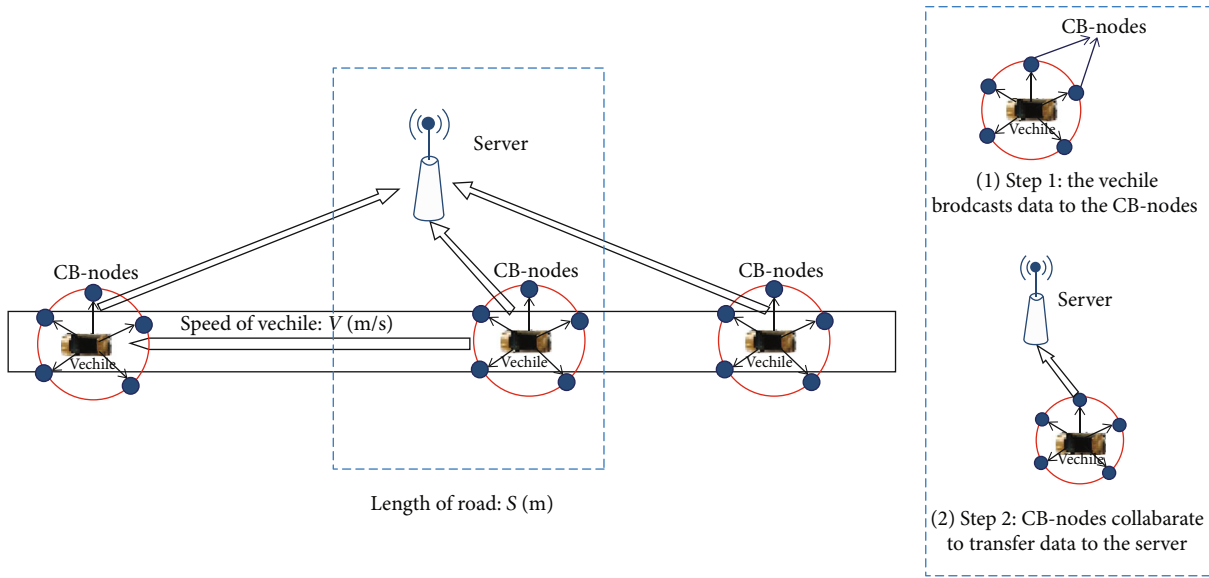 Server
CB-nodes
CB-nodes
CB-nodes
Speed of vechile: V (m/s)
Vechile
Vechile
Vechile
Length of road: S (m)
CB-nodes
Vechile
(1) Step 1: the vechile
brodcasts data to the CB-nodes
Server
Vechile
(2) Step 2: CB-nodes collabarate
to transfer data to the server